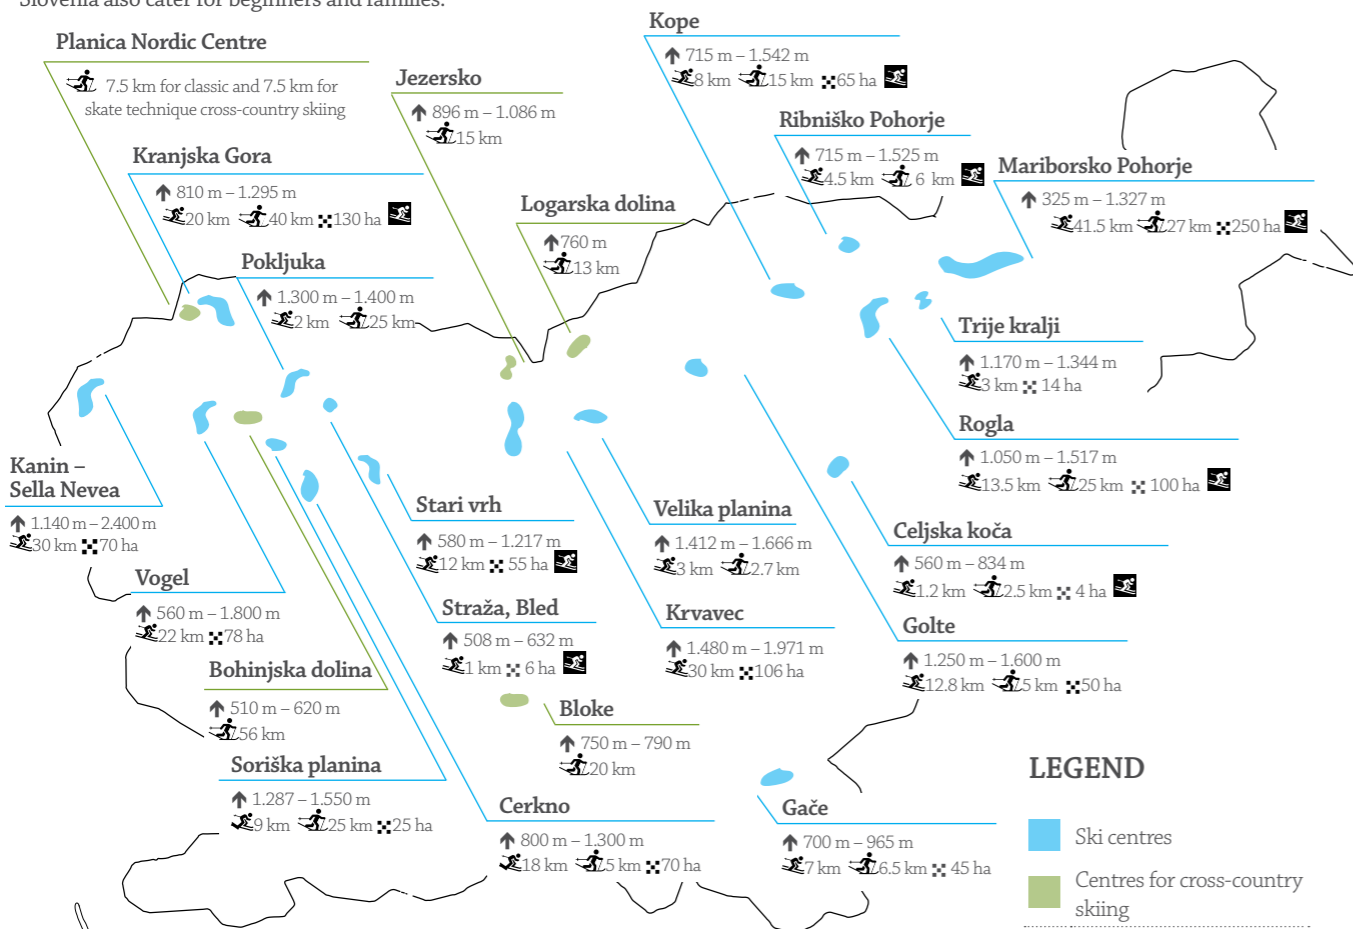 Slovenia also cater for beginners and families.
Kope
715 m – 1.542 m
8 km 15 km 65 ha
Planica Nordic Centre
7.5 km for classic and 7.5 km for
skate technique cross-country skiing
Jezersko
896 m – 1.086 m
15 km
Ribniško Pohorje
715 m – 1.525 m
4.5 km 6 km
Kranjska Gora
810 m – 1.295 m
20 km 40 km 130 ha
Mariborsko Pohorje
325 m – 1.327 m
41.5 km 27 km 250 ha
Logarska dolina
760 m
13 km
Pokljuka
1.300 m – 1.400 m
2 km 25 km
Trije kralji
1.170 m – 1.344 m
3 km 14 ha
Rogla
1.050 m – 1.517 m
13.5 km 25 km 100 ha
Kanin –
Sella Nevea
1.140 m – 2.400 m
30 km 70 ha
Stari vrh
580 m – 1.217 m
12 km 55 ha
Velika planina
1.412 m – 1.666 m
3 km 2.7 km
Celjska koča
560 m – 834 m
1.2 km 2.5 km 4 ha
Vogel
560 m – 1.800 m
22 km 78 ha
Straža, Bled
508 m – 632 m
1 km 6 ha
Krvavec
1.480 m – 1.971 m
30 km 106 ha
Golte
1.250 m – 1.600 m
12.8 km 5 km 50 ha
Bohinjska dolina
510 m – 620 m
56 km
Bloke
750 m – 790 m
20 km
Soriška planina
1.287 – 1.550 m
9 km 25 km 25 ha
Cerkno
800 m – 1.300 m
18 km 5 km 70 ha
Gače
700 m – 965 m
7 km 6.5 km 45 ha
LEGEND
Ski centres
Centres for cross-country
skiing